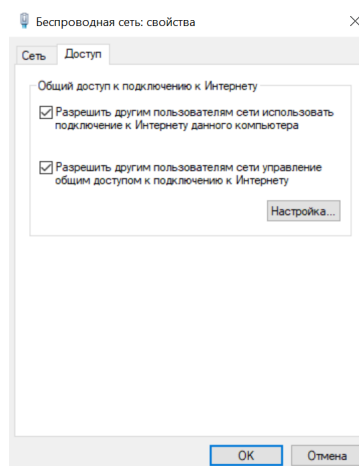 Беспроводная сеть: свойства
Сеть
Доступ
Общий доступ к подключению к Интернету
Разрешить другим пользователям сети использовать
подключение к Интернету данного компьютера
Разрешить другим пользователям сети управление
общим доступом к подключению к Интернету
Настройка...
ОК
Отмена